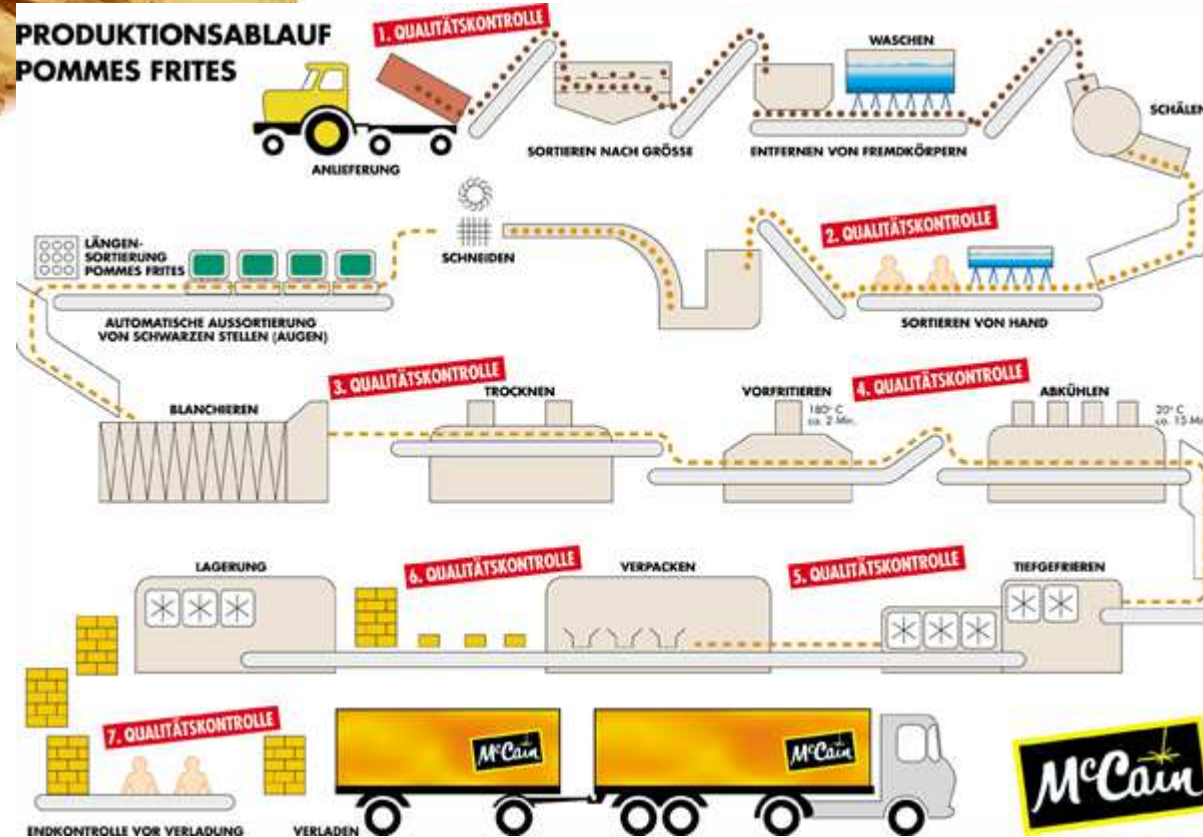 PRODUKTIONSABLAUF
POMMES FRITES
1. QUALITÄTSKONTROLLE
WASCHEN
SCHÄLEN
ANLIEFERUNG
SORTIEREN NACH GRÖSSE
ENTFERNEN VON FREMDKÖRPERN
LÄNGEN-
SORTIERUNG
POMMES FRITES
SCHNEIDEN
2. QUALITÄTSKONTROLLE
AUTOMATISCHE AUSSORTIERUNG
VON SCHWARZEN STELLEN (AUGEN)
SORTIEREN VON HAND
3. QUALITÄTSKONTROLLE
BLANCHIEREN
TROCKNEN
VORFRITIEREN
180° C
ca. 2 Min.
4. QUALITÄTSKONTROLLE
ABKÜHLEN
20° C
ca. 15 Min
LAGERUNG
6. QUALITÄTSKONTROLLE
VERPACKEN
5. QUALITÄTSKONTROLLE
TIEFGEFRIEREN
7. QUALITÄTSKONTROLLE
McCain
McCain
McCain
ENDKONTROLLE VOR VERLADUNG
VERLADEN